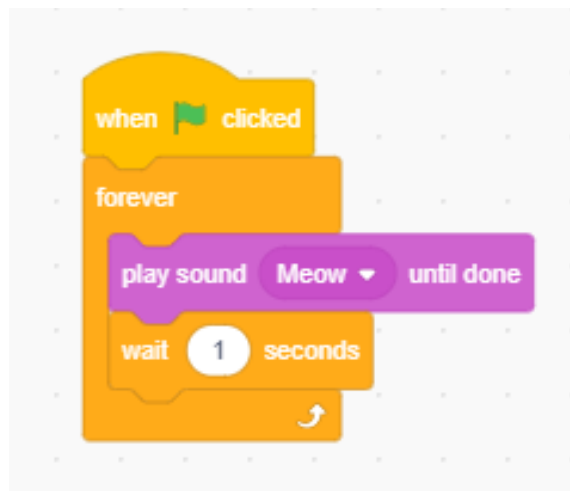 when clicked
forever
play sound Meow until done
wait 1 seconds